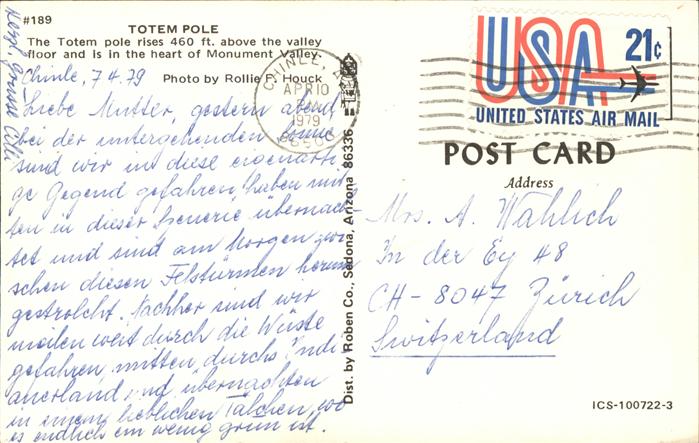 #189
TOTEM POLE
The Totem pole rises 460 ft. above the valley
floor and is in the heart of Monument Valley.
Photo by Rollie F. Houck
Chinle, 7 4. 79
Liebe Mutter, gestern abend
bei der untergehenden Sonne
sind wir in diese eigenarti-
ge Gegend gefahren, haben mit-
ten in dieser Scenerie übernach-
tet und sind am Morgen zwi-
schen diesen Felstürmen herum
gestrolcht. Nachher sind wir
meilenweit durch die Wüste
gefahren, mitten durchs Indi-
anerland und übernachten
in einem lieblichen Tälchen, wo
es endlich ein wenig grün ist.
Herzl. Grüsse
Dist. by Roben Co., Sedona, Arizona 86336
CHINLE, A
APR 10
1979
USA 21c
UNITED STATES AIR MAIL
POST CARD
Address
Mrs. A. Wahlich
In der Ey 48
CH-8047 Zürich
Switzerland
ICS-100722-3